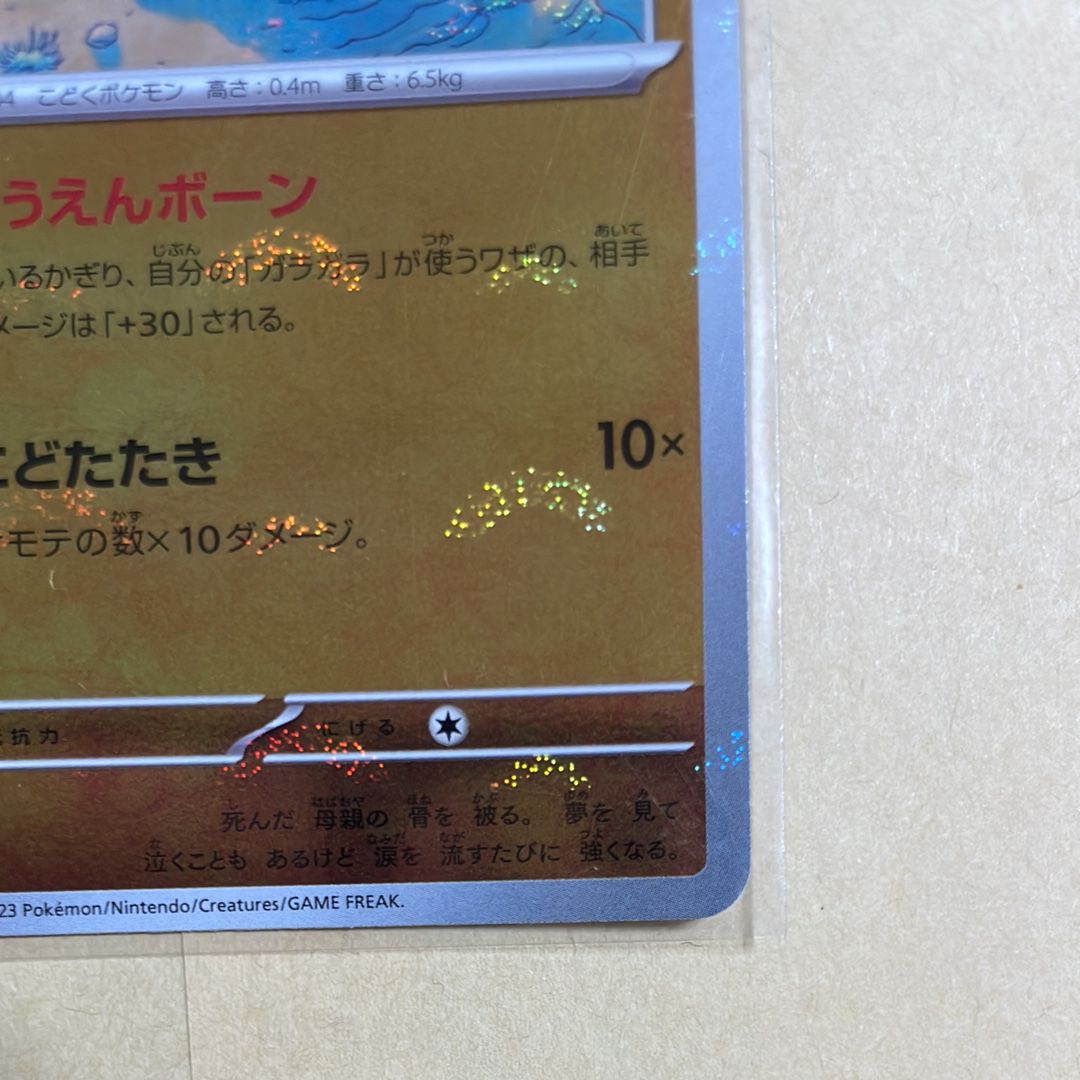 04 こどくポケモン 高さ：0.4m 重さ：6.5kg
うえんボーン
いるかぎり、自分の「ガラガラ」が使うワザの、相手
メージは「+30」される。
どたたき 10×
モテの数×10ダメージ。
抗力 にげる
死んだ 母親の 骨を 被る。 夢を 見て
泣くことも あるけど 涙を 流すたびに 強くなる。
23 Pokémon/Nintendo/Creatures/GAME FREAK.